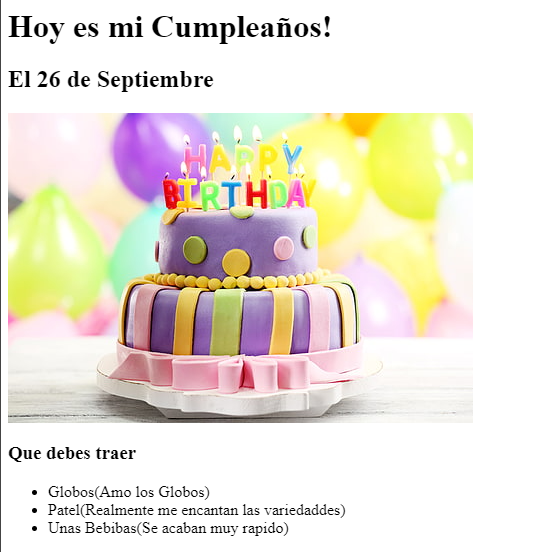 Hoy es mi Cumpleaños!
El 26 de Septiembre
HAPPY
BIRTHDAY
Que debes traer
Globos(Amo los Globos)
Patel(Realmente me encantan las variedaddes)
Unas Bebibas(Se acaban muy rapido)